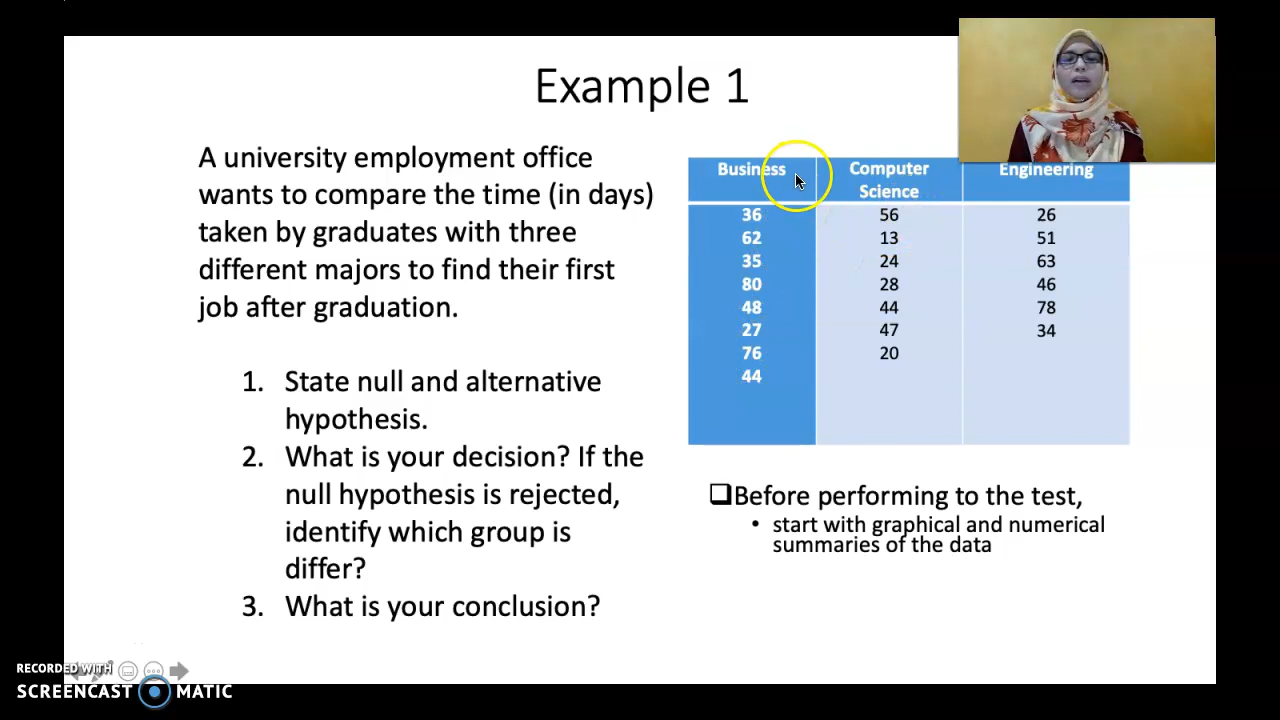 Example 1
A university employment office
wants to compare the time (in days)
taken by graduates with three
different majors to find their first
job after graduation.
1. State null and alternative
hypothesis.
2. What is your decision? If the
null hypothesis is rejected,
identify which group is
differ?
3. What is your conclusion?
Business Computer Science Engineering
36 56 26
62 13 51
35 24 63
80 28 46
48 44 78
27 47 34
76 20
44
❑Before performing to the test,
• start with graphical and numerical
summaries of the data
RECORDED WITH
SCREENCAST MATIC